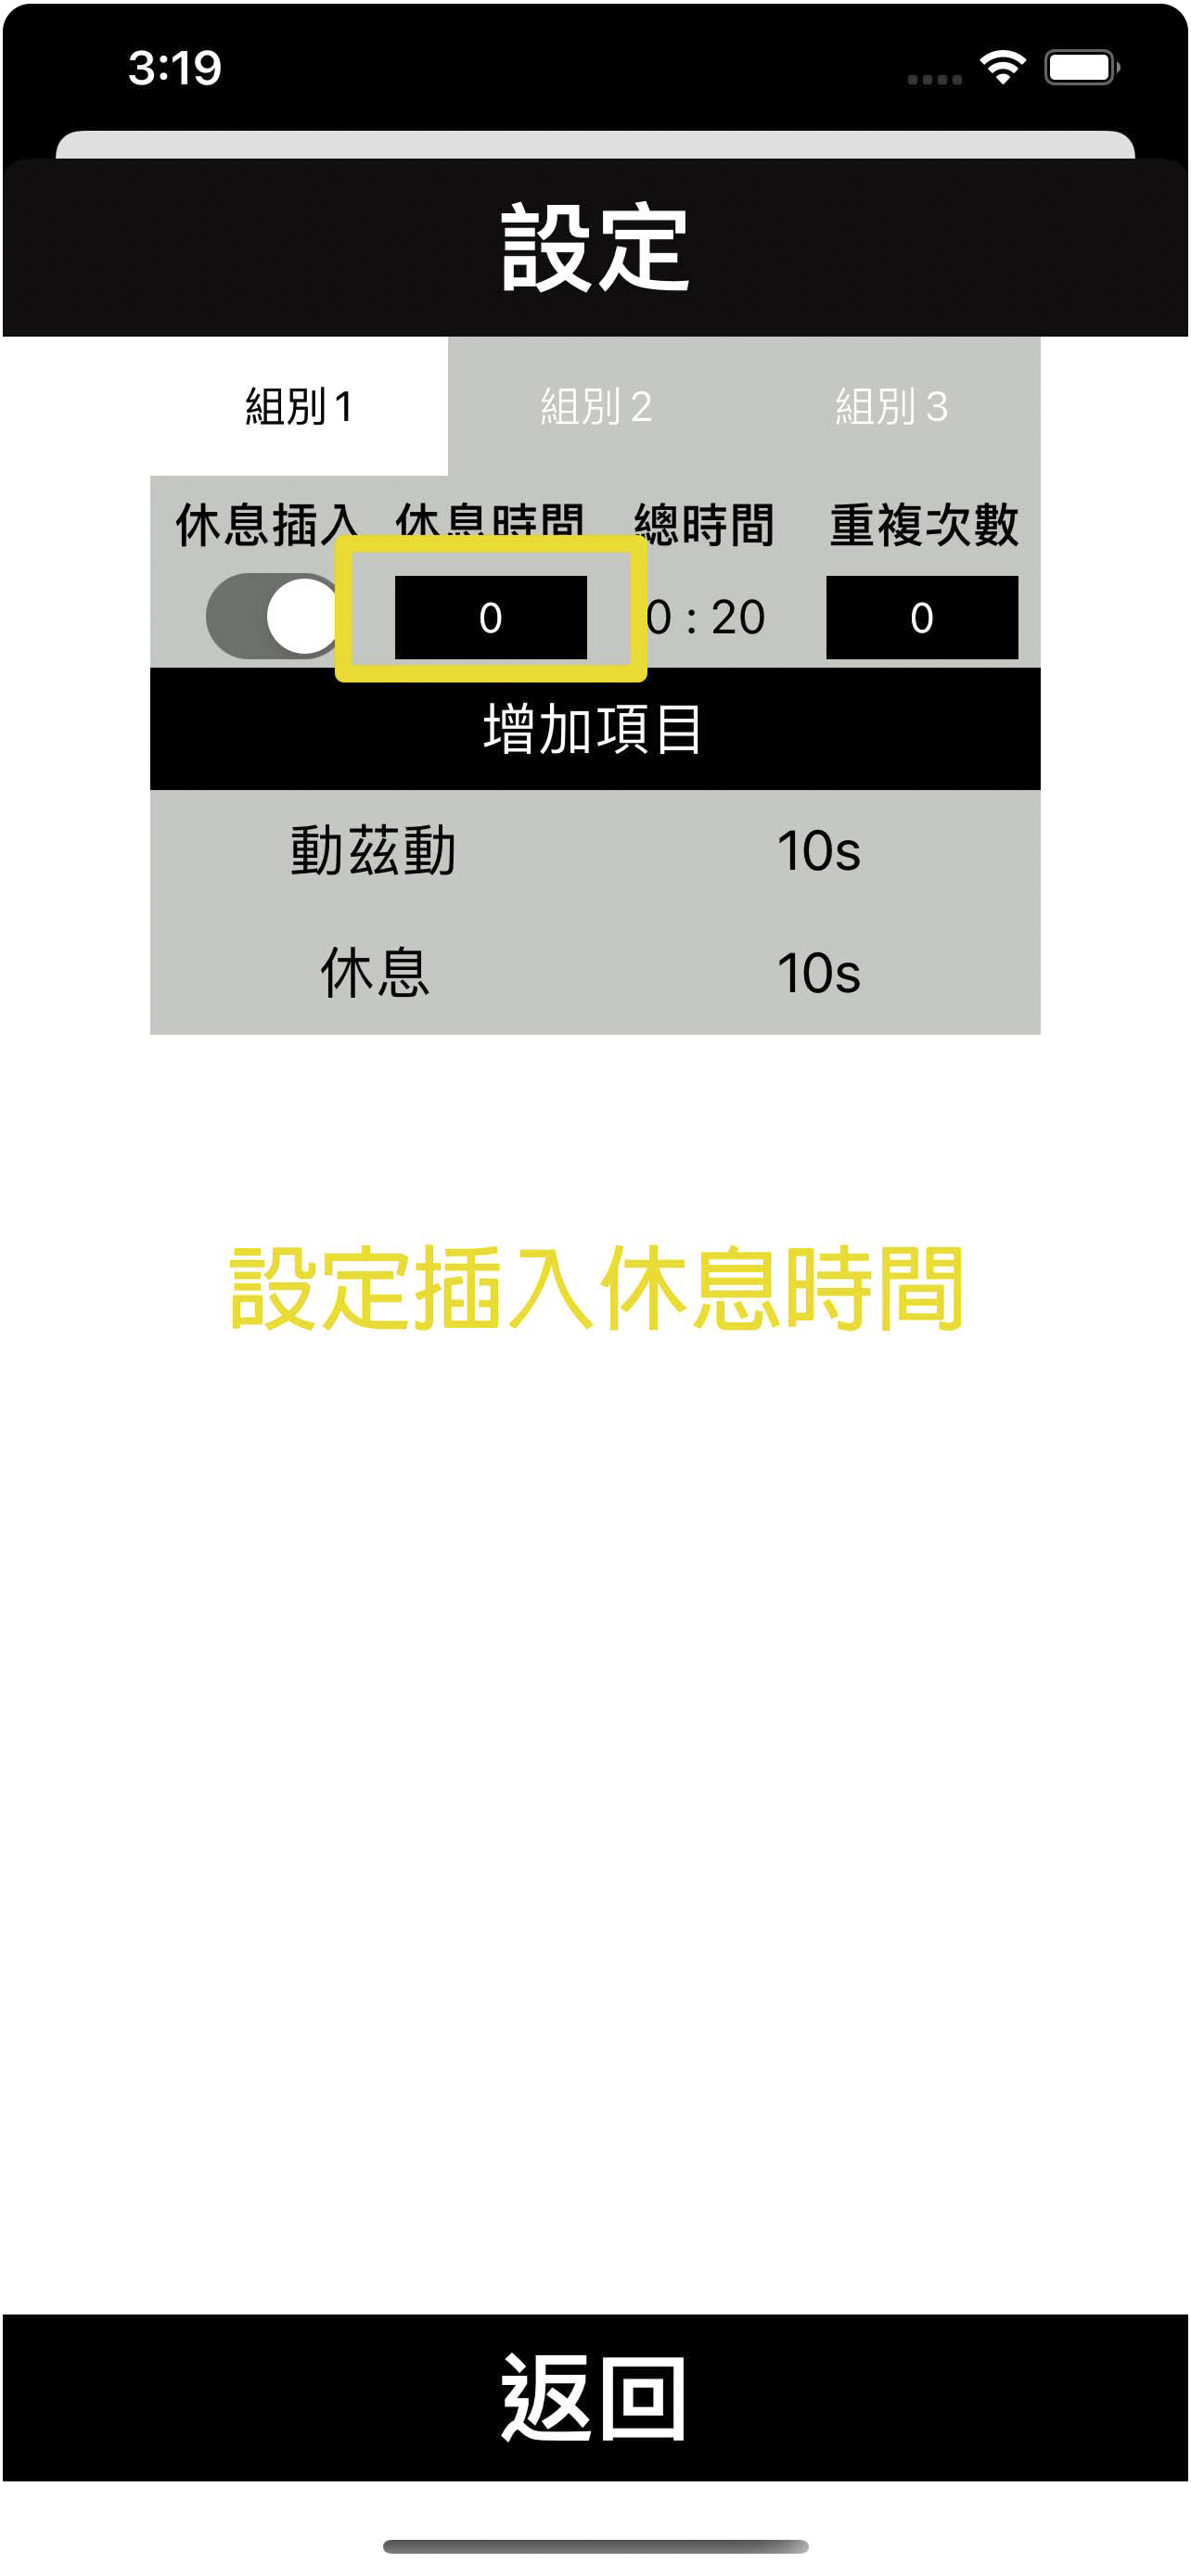 3:19
設定
組別 1 組別 2 組別 3
休息插入 休息時間 總時間 重複次數
0 0 : 20 0
增加項目
動茲動 10s
休息 10s
設定插入休息時間
返回